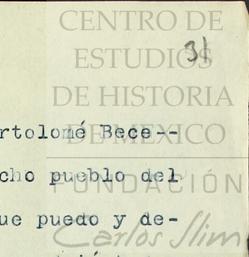 CENTRO DE
31
ESTUDIOS
DE HISTORIA
rtolomé Bece--
DE MEXICO
cho pueblo del
FUNDACIÓN
ue puedo y de-
Carlos Slim